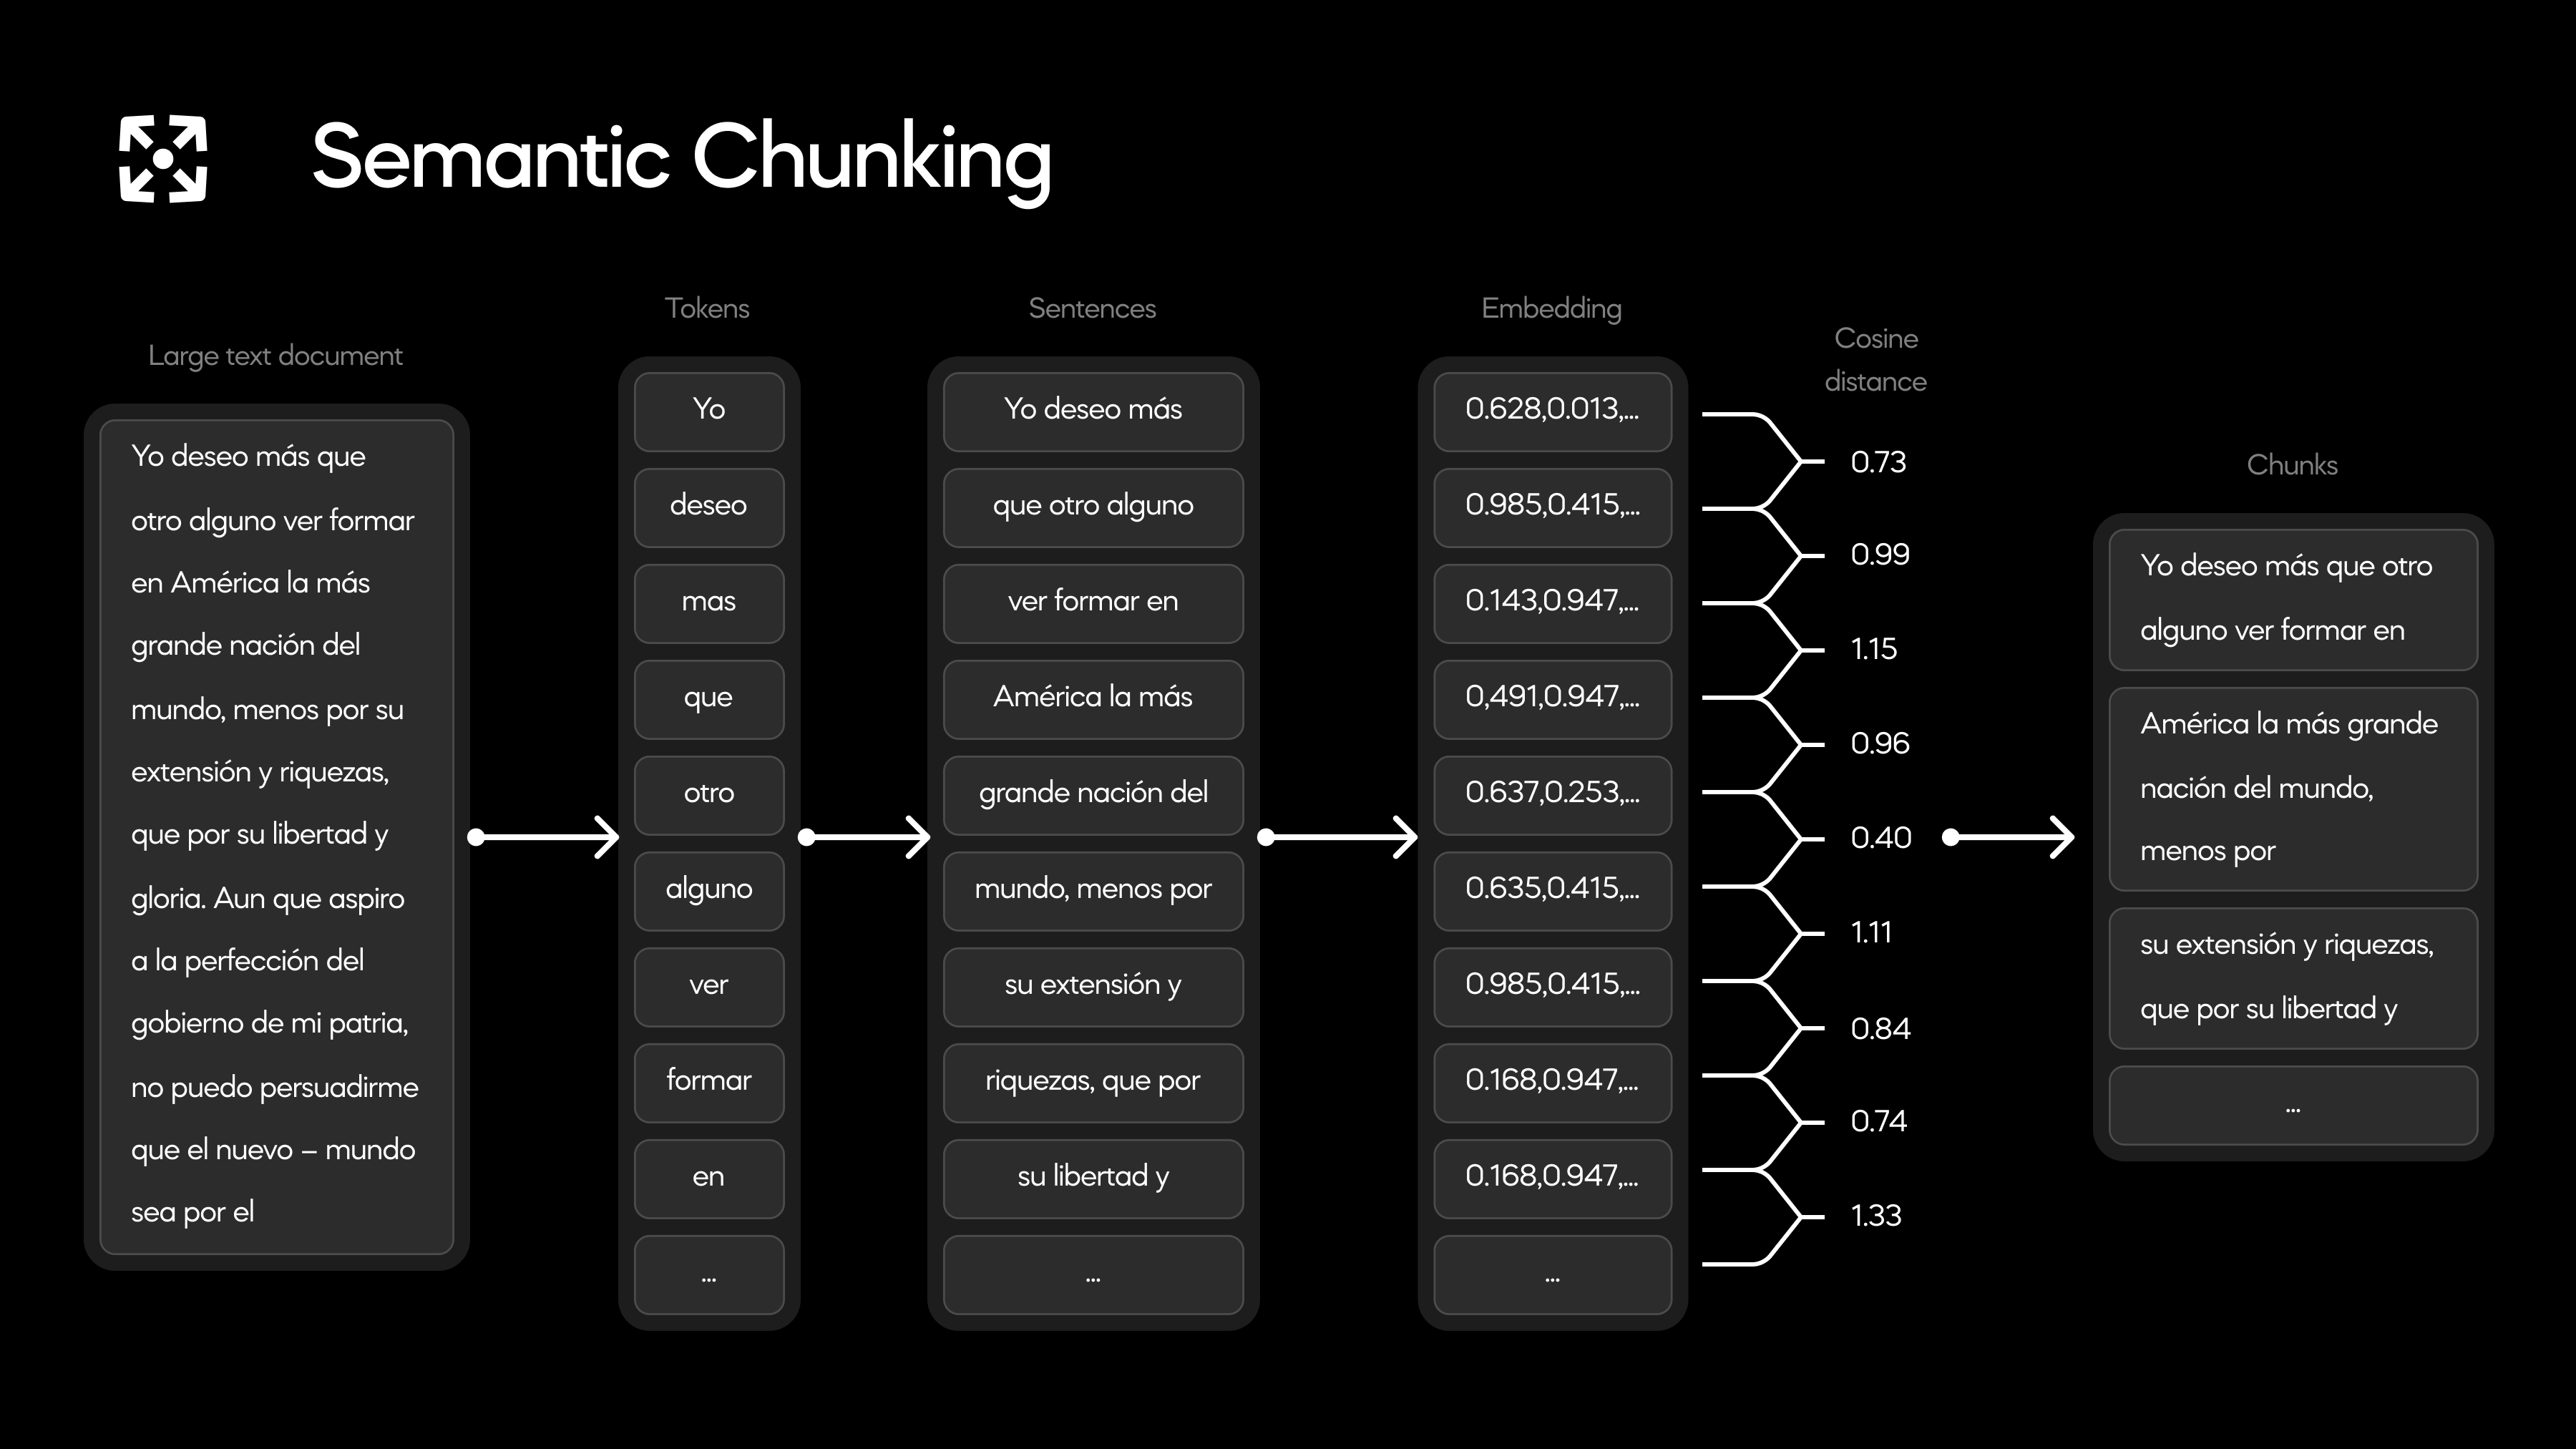 Semantic Chunking
Large text document
Yo deseo más que
otro alguno ver formar
en América la más
grande nación del
mundo, menos por su
extensión y riquezas,
que por su libertad y
gloria. Aun que aspiro
a la perfección del
gobierno de mi patria,
no puedo persuadirme
que el nuevo – mundo
sea por el
Tokens
Yo
deseo
mas
que
otro
alguno
ver
formar
en
...
Sentences
Yo deseo más
que otro alguno
ver formar en
América la más
grande nación del
mundo, menos por
su extensión y
riquezas, que por
su libertad y
...
Embedding
0.628,0.013,...
0.985,0.415,...
0.143,0.947,...
0,491,0.947,...
0.637,0.253,...
0.635,0.415,...
0.985,0.415,...
0.168,0.947,...
0.168,0.947,...
...
Cosine
distance
0.73
0.99
1.15
0.96
0.40
1.11
0.84
0.74
1.33
Chunks
Yo deseo más que otro
alguno ver formar en
América la más grande
nación del mundo,
menos por
su extensión y riquezas,
que por su libertad y
...